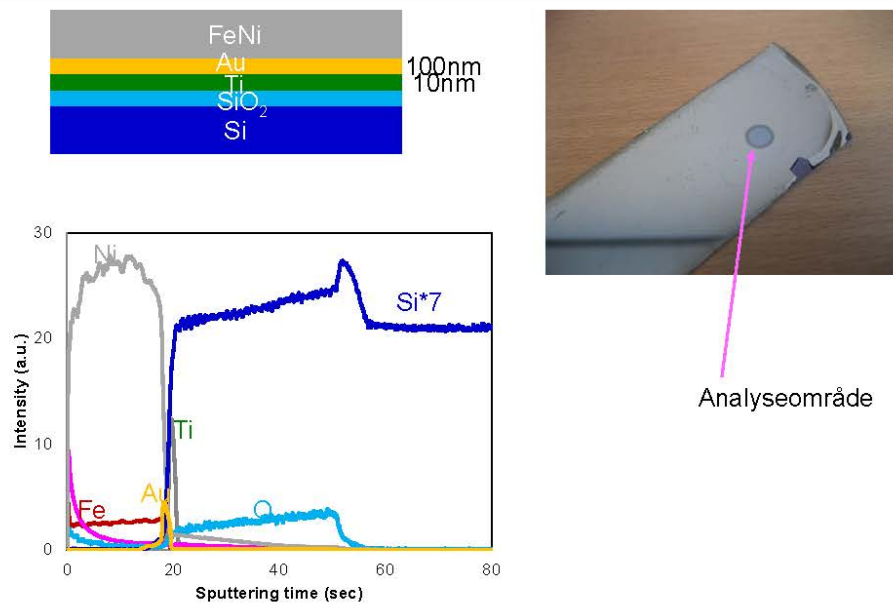 FeNi
Au
100nm
Ti
10nm
SiO₂
Si
30
20
10
0
Intensity (a.u.)
Ni
Si*7
Ti
Fe
Au
O
0
20
40
60
80
Sputtering time (sec)
Analyseområde